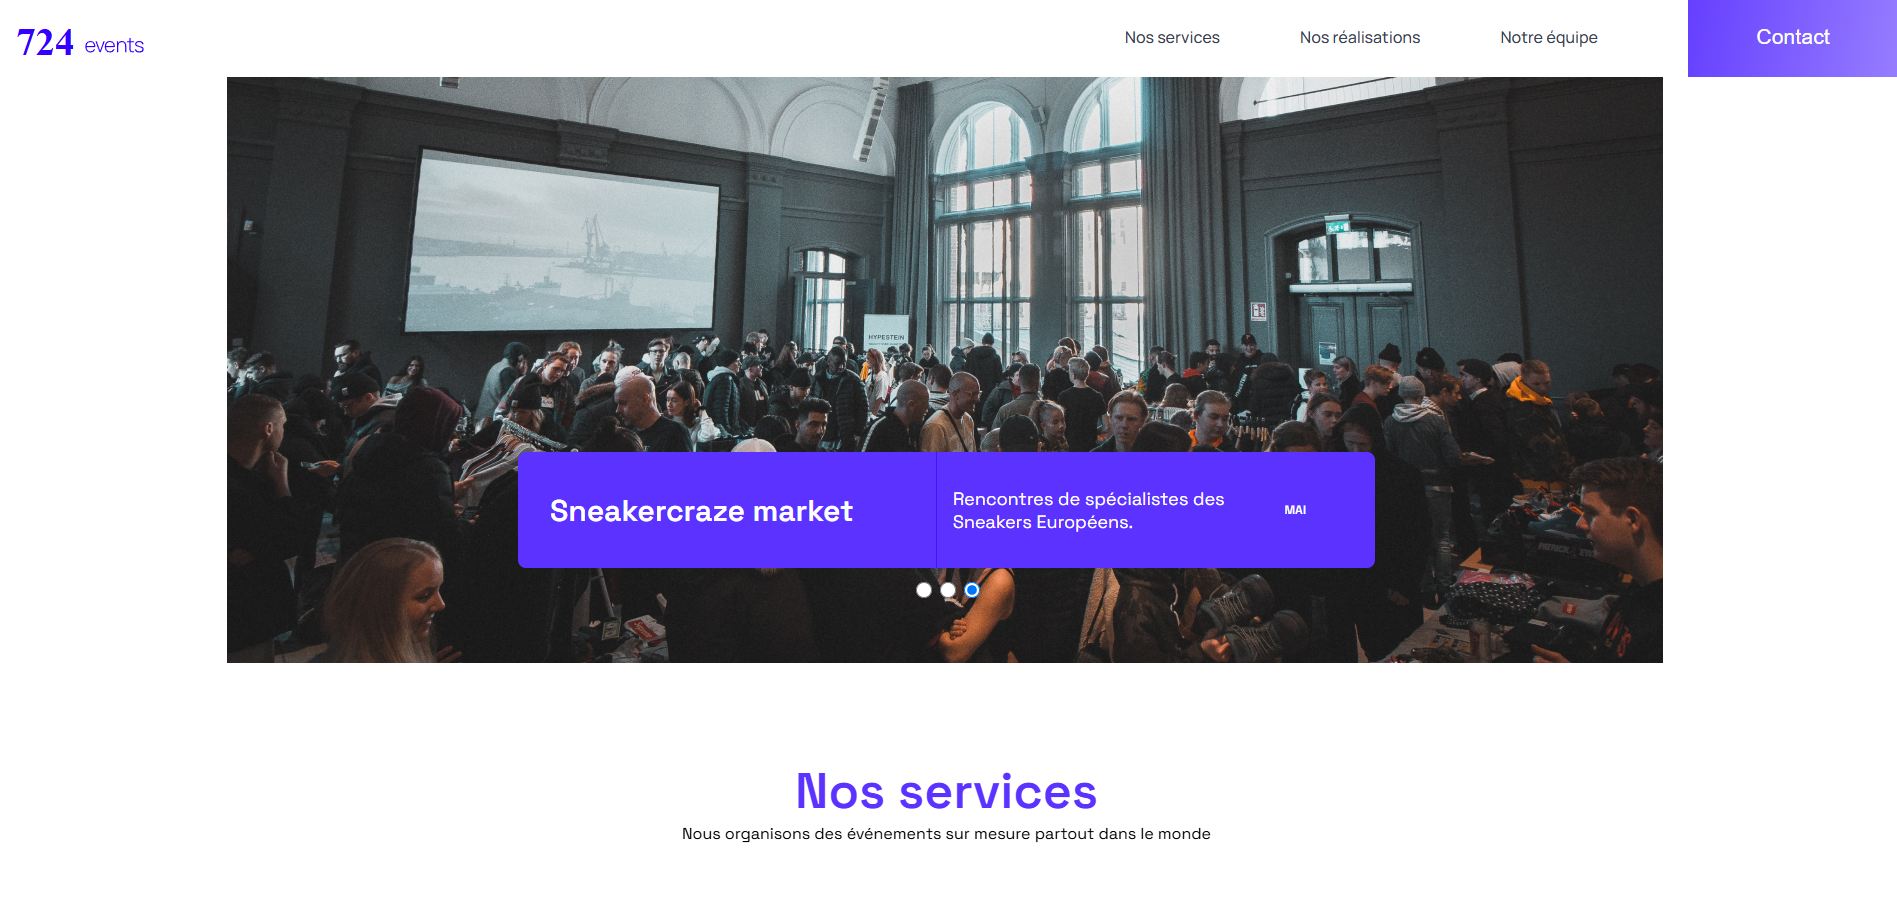 724 events
Nos services
Nos réalisations
Notre équipe
Contact
HYPESTEIN
Sneakercraze market
Rencontres de spécialistes des
Sneakers Européens.
MAI
Nos services
Nous organisons des événements sur mesure partout dans le monde